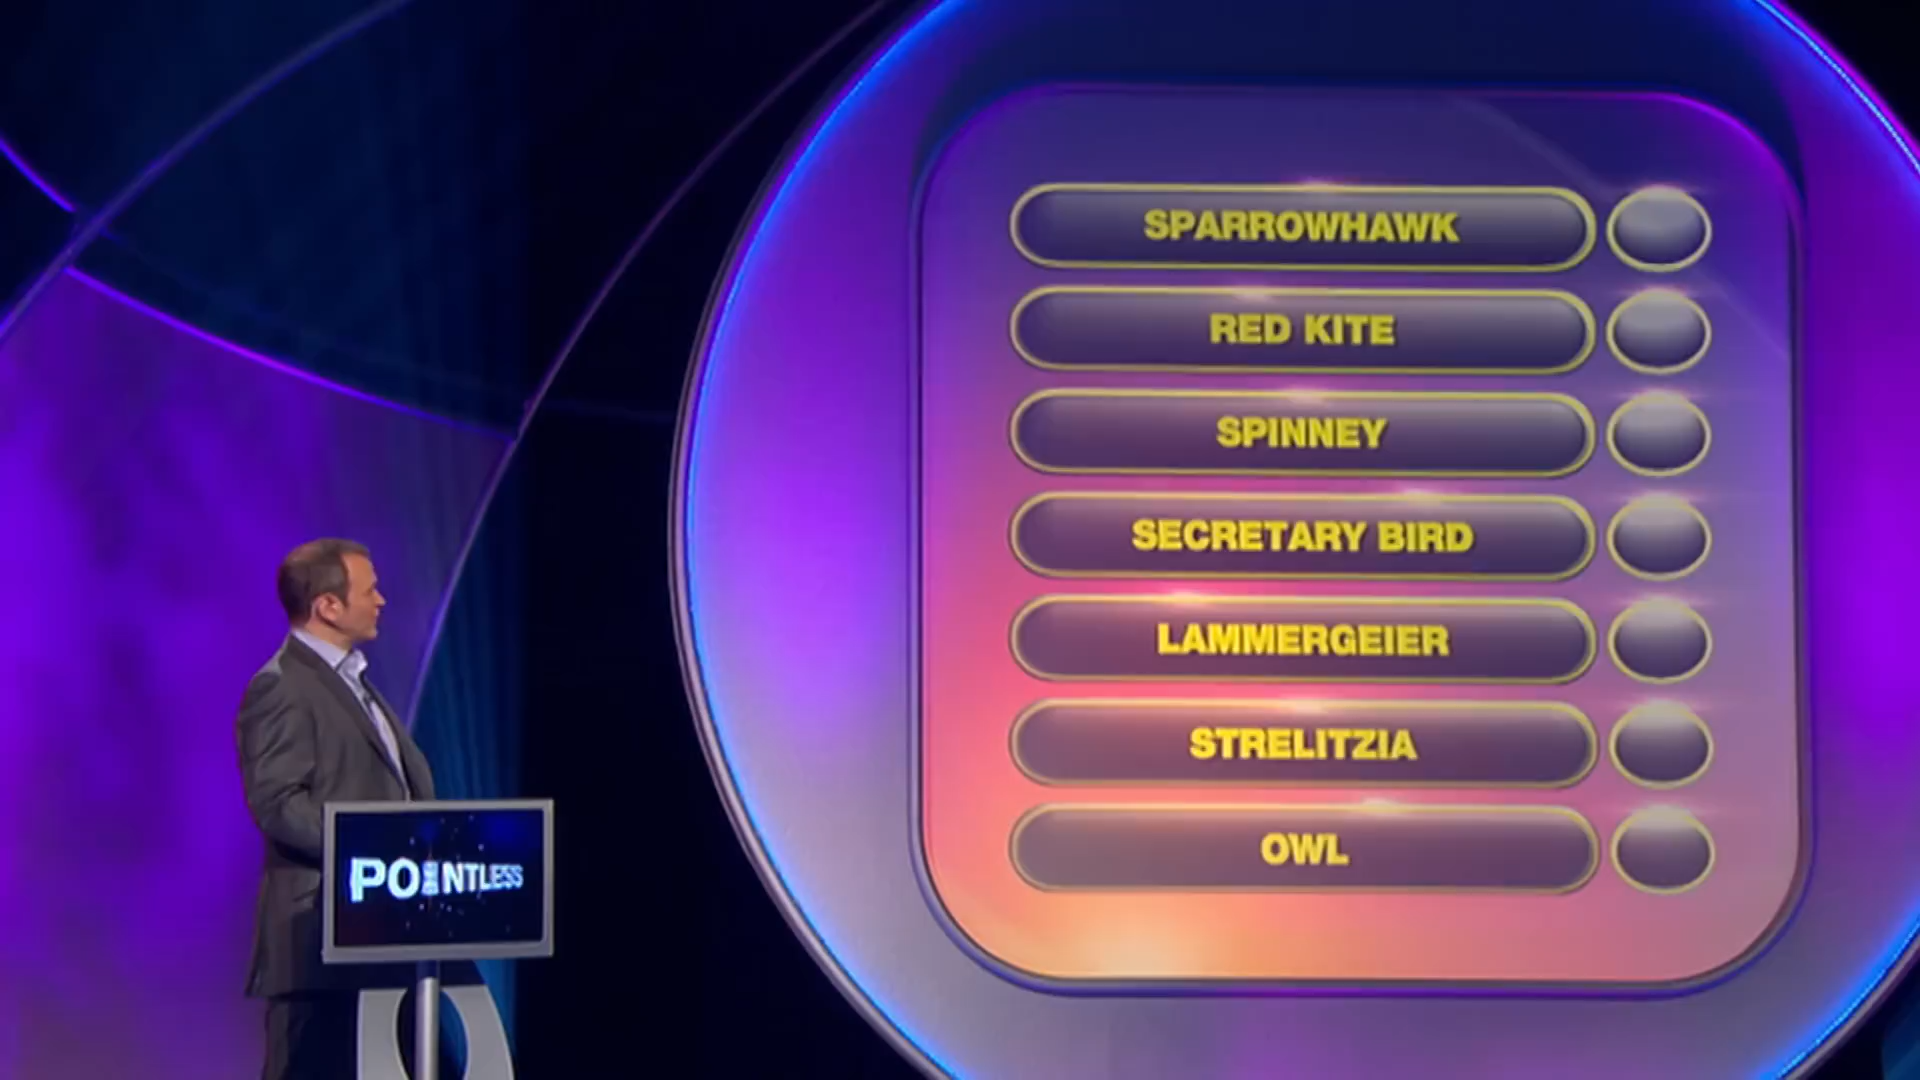 SPARROWHAWK
RED KITE
SPINNEY
SECRETARY BIRD
LAMMERGEIER
STRELITZIA
OWL
POINTLESS